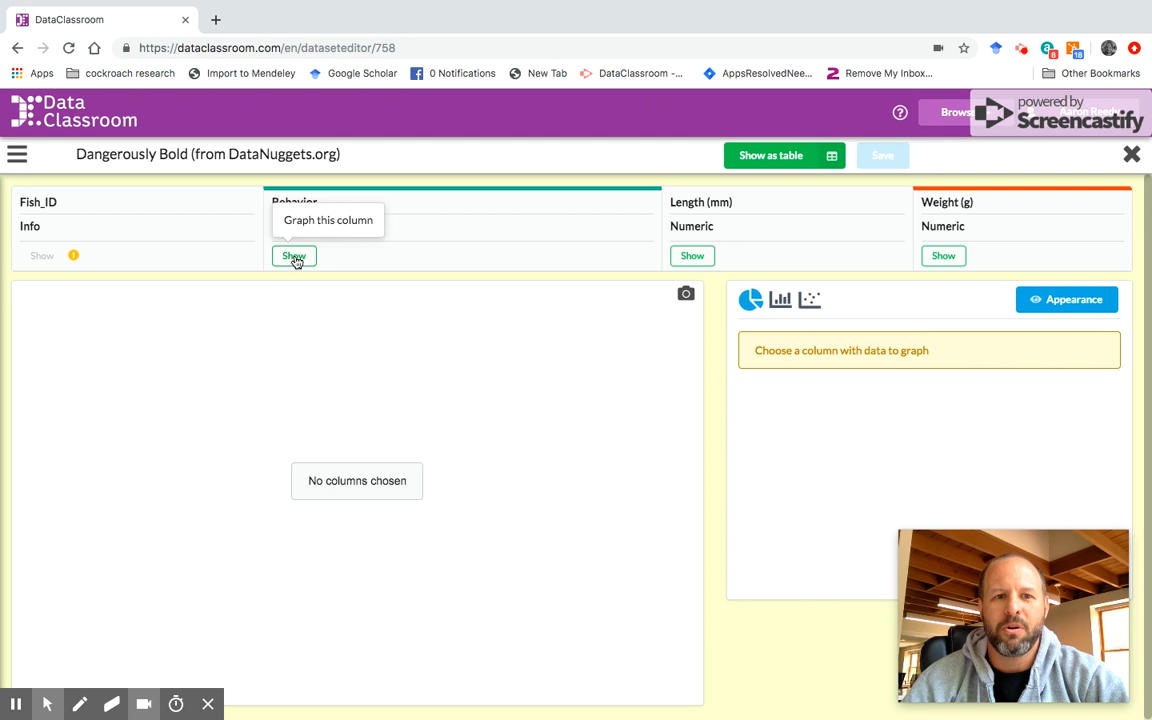 DataClassroom
https://dataclassroom.com/en/dataseteditor/758
8
18
Apps
cockroach research
Import to Mendeley
Google Scholar
0 Notifications
New Tab
DataClassroom -...
AppsResolvedNee...
Remove My Inbox...
Other Bookmarks
Data
Classroom
powered by
Screencastify
Dangerously Bold (from DataNuggets.org)
Show as table
Save
Fish_ID
Info
Show
Behavior
Graph this column
Show
Length (mm)
Numeric
Show
Weight (g)
Numeric
Show
Appearance
Choose a column with data to graph
No columns chosen